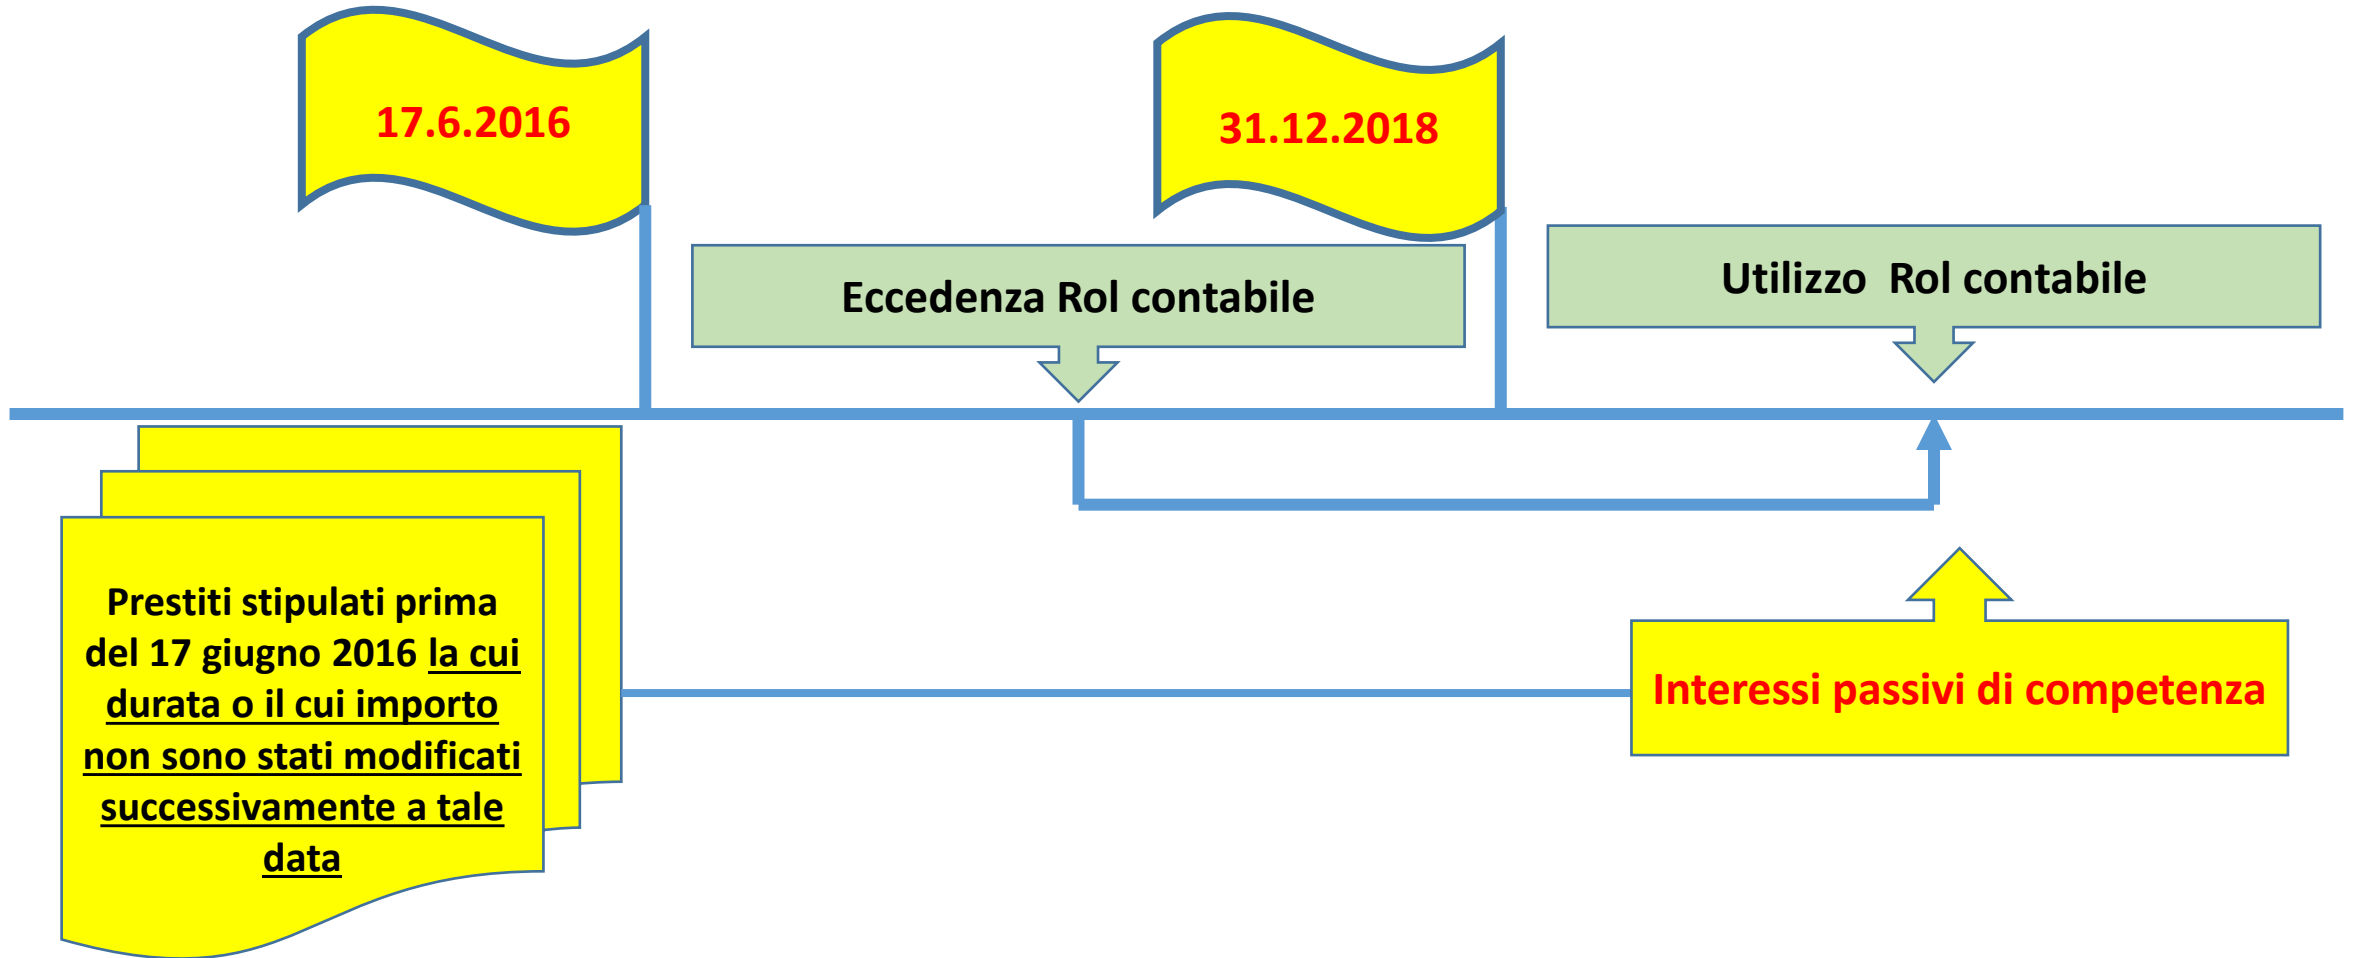 17.6.2016
31.12.2018
Eccedenza Rol contabile
Utilizzo Rol contabile
Prestiti stipulati prima
del 17 giugno 2016 la cui
durata o il cui importo
non sono stati modificati
successivamente a tale
data
Interessi passivi di competenza